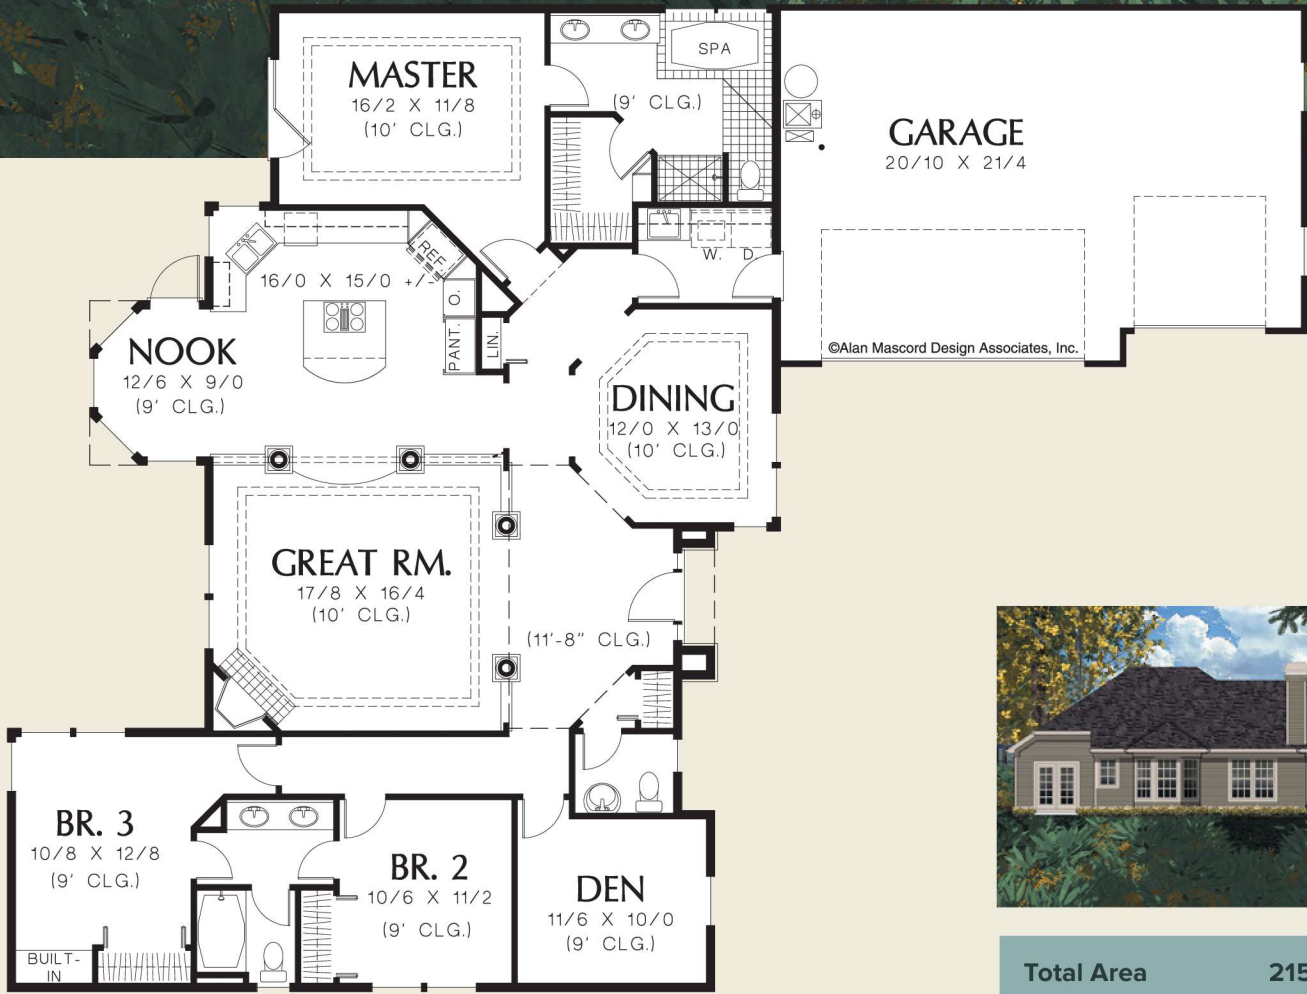 MASTER
16/2 X 11/8
(10' CLG.)
SPA
(9' CLG.)
GARAGE
20/10 X 21/4
REF.
W. D.
16/0 X 15/0 +/-
O.
PANT.
LIN.
NOOK
12/6 X 9/0
(9' CLG.)
©Alan Mascord Design Associates, Inc.
DINING
12/0 X 13/0
(10' CLG.)
GREAT RM.
17/8 X 16/4
(10' CLG.)
(11'-8" CLG.)
BR. 3
10/8 X 12/8
(9' CLG.)
BR. 2
10/6 X 11/2
(9' CLG.)
DEN
11/6 X 10/0
(9' CLG.)
BUILT-
IN
Total Area 215